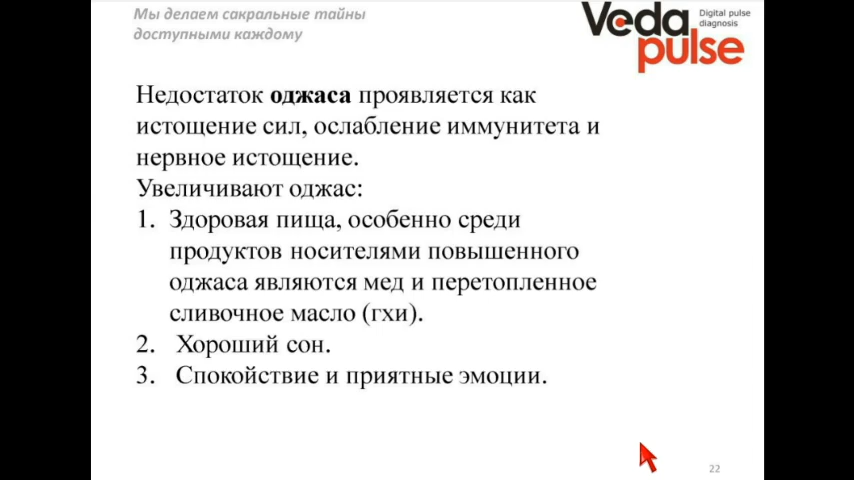 Мы делаем сакральные тайны
доступными каждому
Veda
pulse
Digital pulse
diagnosis
Недостаток оджаса проявляется как
истощение сил, ослабление иммунитета и
нервное истощение.
Увеличивают оджас:
1. Здоровая пища, особенно среди
продуктов носителями повышенного
оджаса являются мед и перетопленное
сливочное масло (гхи).
2. Хороший сон.
3. Спокойствие и приятные эмоции.
22